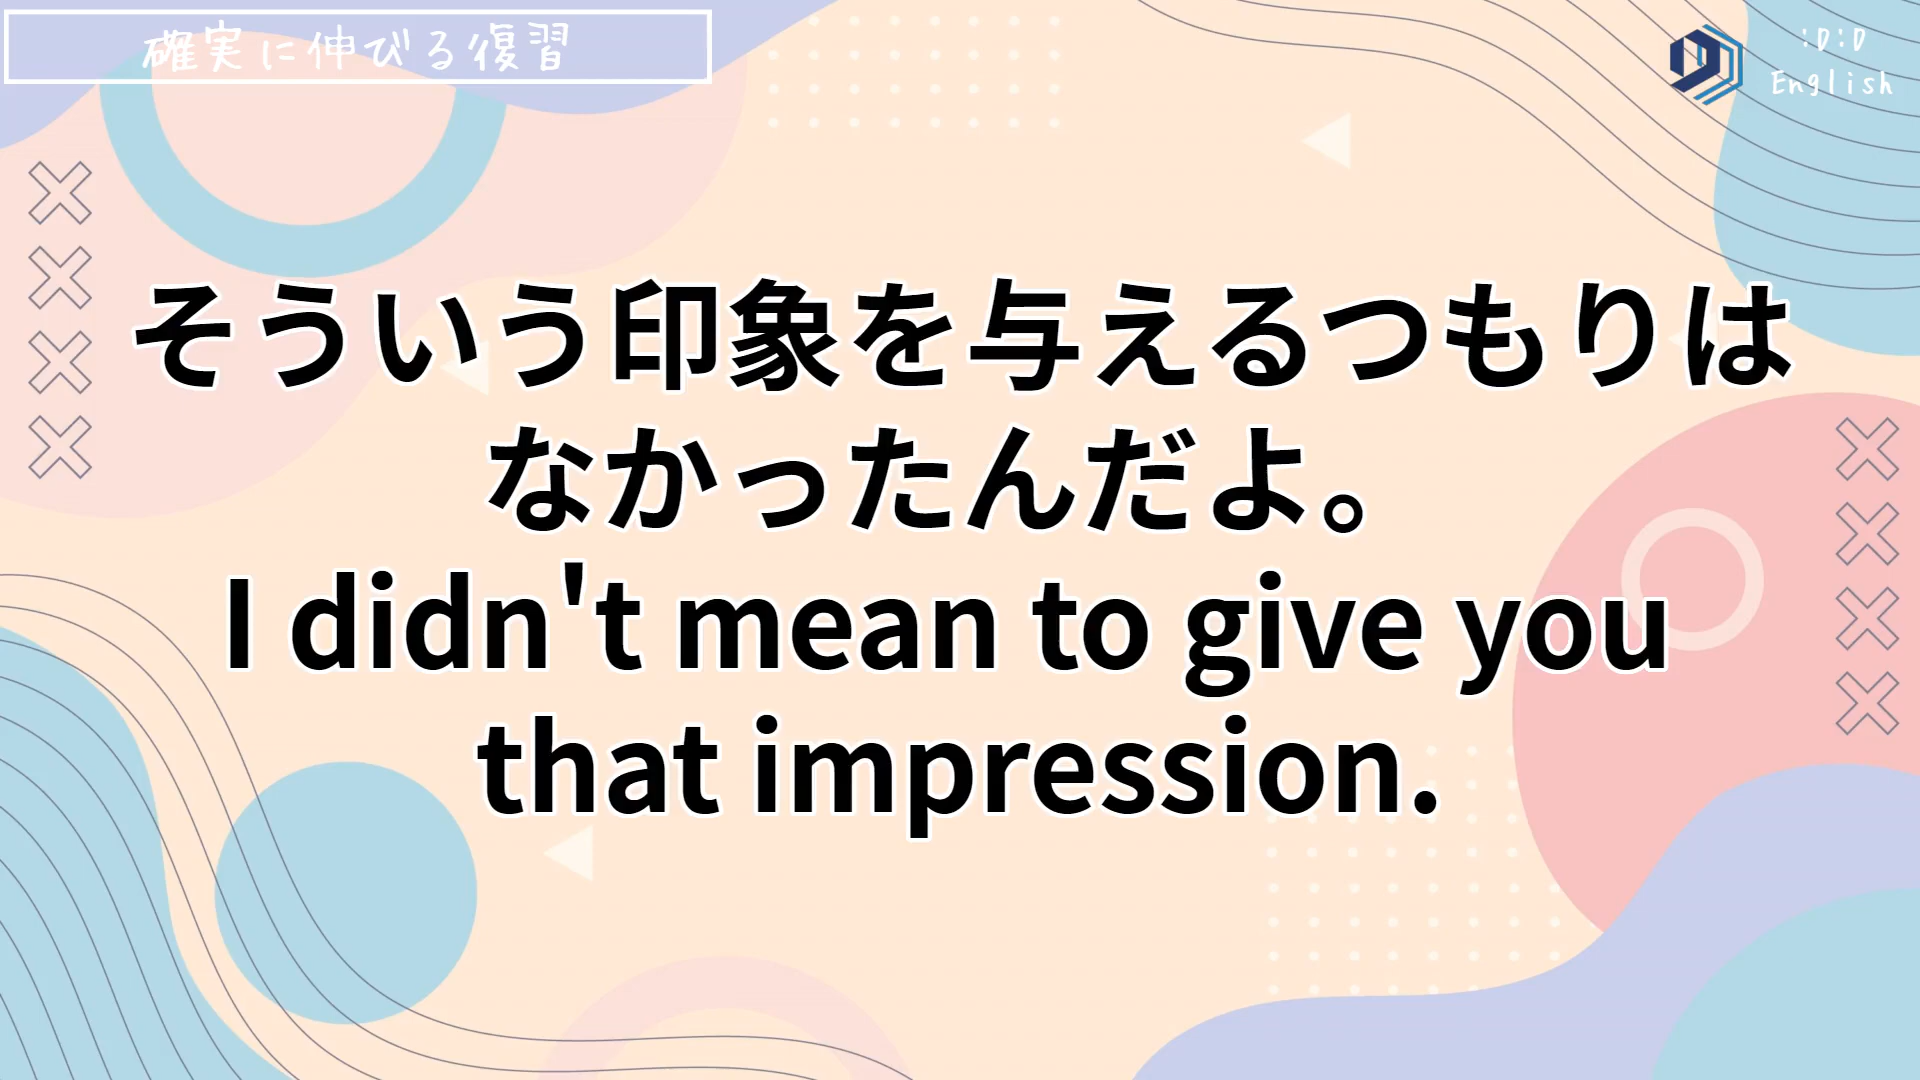 確実に伸びる復習
:D:D
English
そういう印象を与えるつもりは
なかったんだよ。
I didn't mean to give you
that impression.